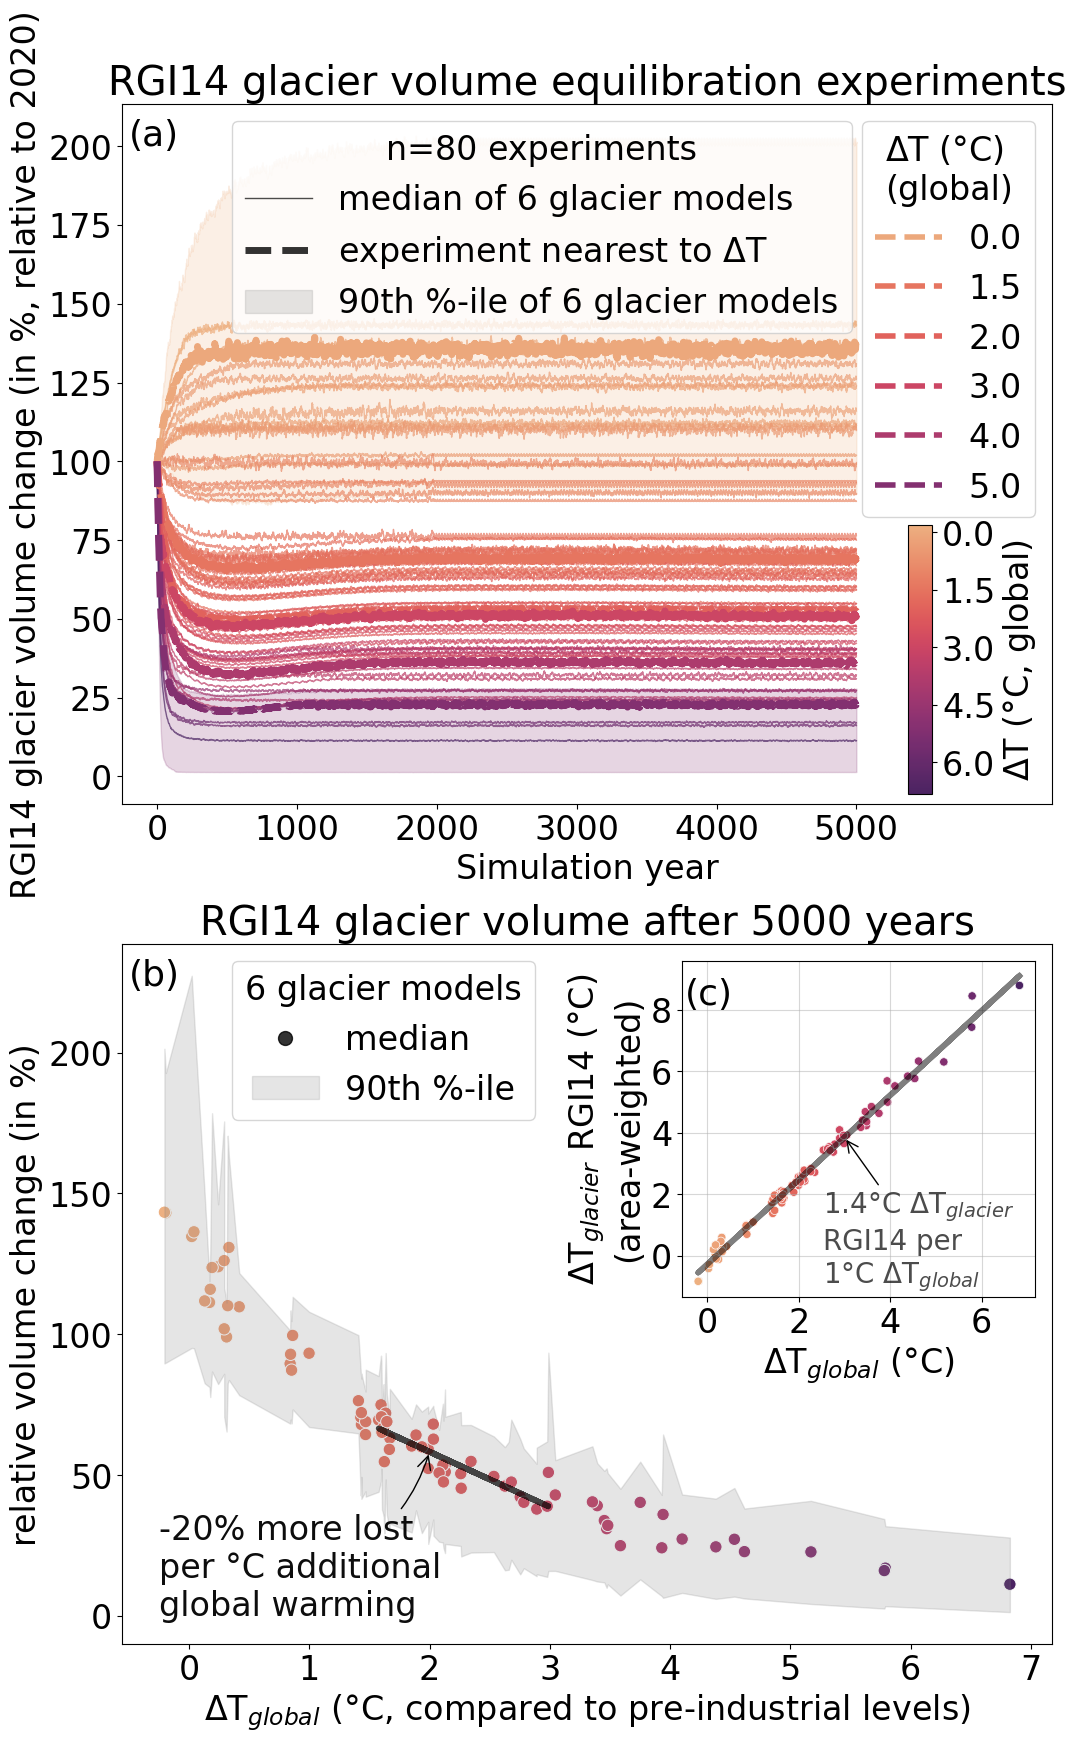 RGI14 glacier volume equilibration experiments
(a)
RGI14 glacier volume change (in %, relative to 2020)
200
175
150
125
100
75
50
25
0
n=80 experiments
median of 6 glacier models
experiment nearest to ΔT
90th %-ile of 6 glacier models
ΔT (°C)
(global)
0.0
1.5
2.0
3.0
4.0
5.0
0.0
1.5
3.0
4.5
6.0
ΔT (°C, global)
0 1000 2000 3000 4000 5000
Simulation year
RGI14 glacier volume after 5000 years
(b)
relative volume change (in %)
200
150
100
50
0
6 glacier models
median
90th %-ile
-20% more lost
per °C additional
global warming
0 1 2 3 4 5 6 7
ΔT_global (°C, compared to pre-industrial levels)
(c)
ΔT_glacier RGI14 (°C)
(area-weighted)
8
6
4
2
0
1.4°C ΔT_glacier
RGI14 per
1°C ΔT_global
0 2 4 6
ΔT_global (°C)